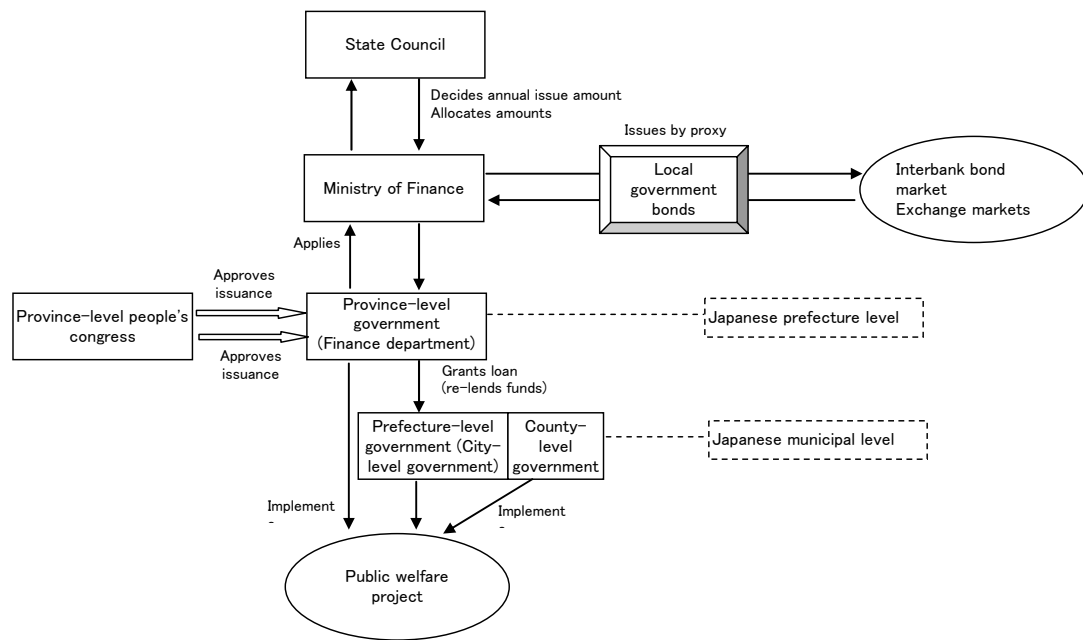 State Council
Decides annual issue amount
Allocates amounts
Issues by proxy
Ministry of Finance
Local
government
bonds
Interbank bond
market
Exchange markets
Applies
Approves
issuance
Province-level people's
congress
Approves
issuance
Province-level
government
(Finance department)
Japanese prefecture level
Grants loan
(re-lends funds)
Prefecture-level
government (City-
level government)
County-
level
government
Japanese municipal level
Implement
-
Implement
-
Public welfare
project